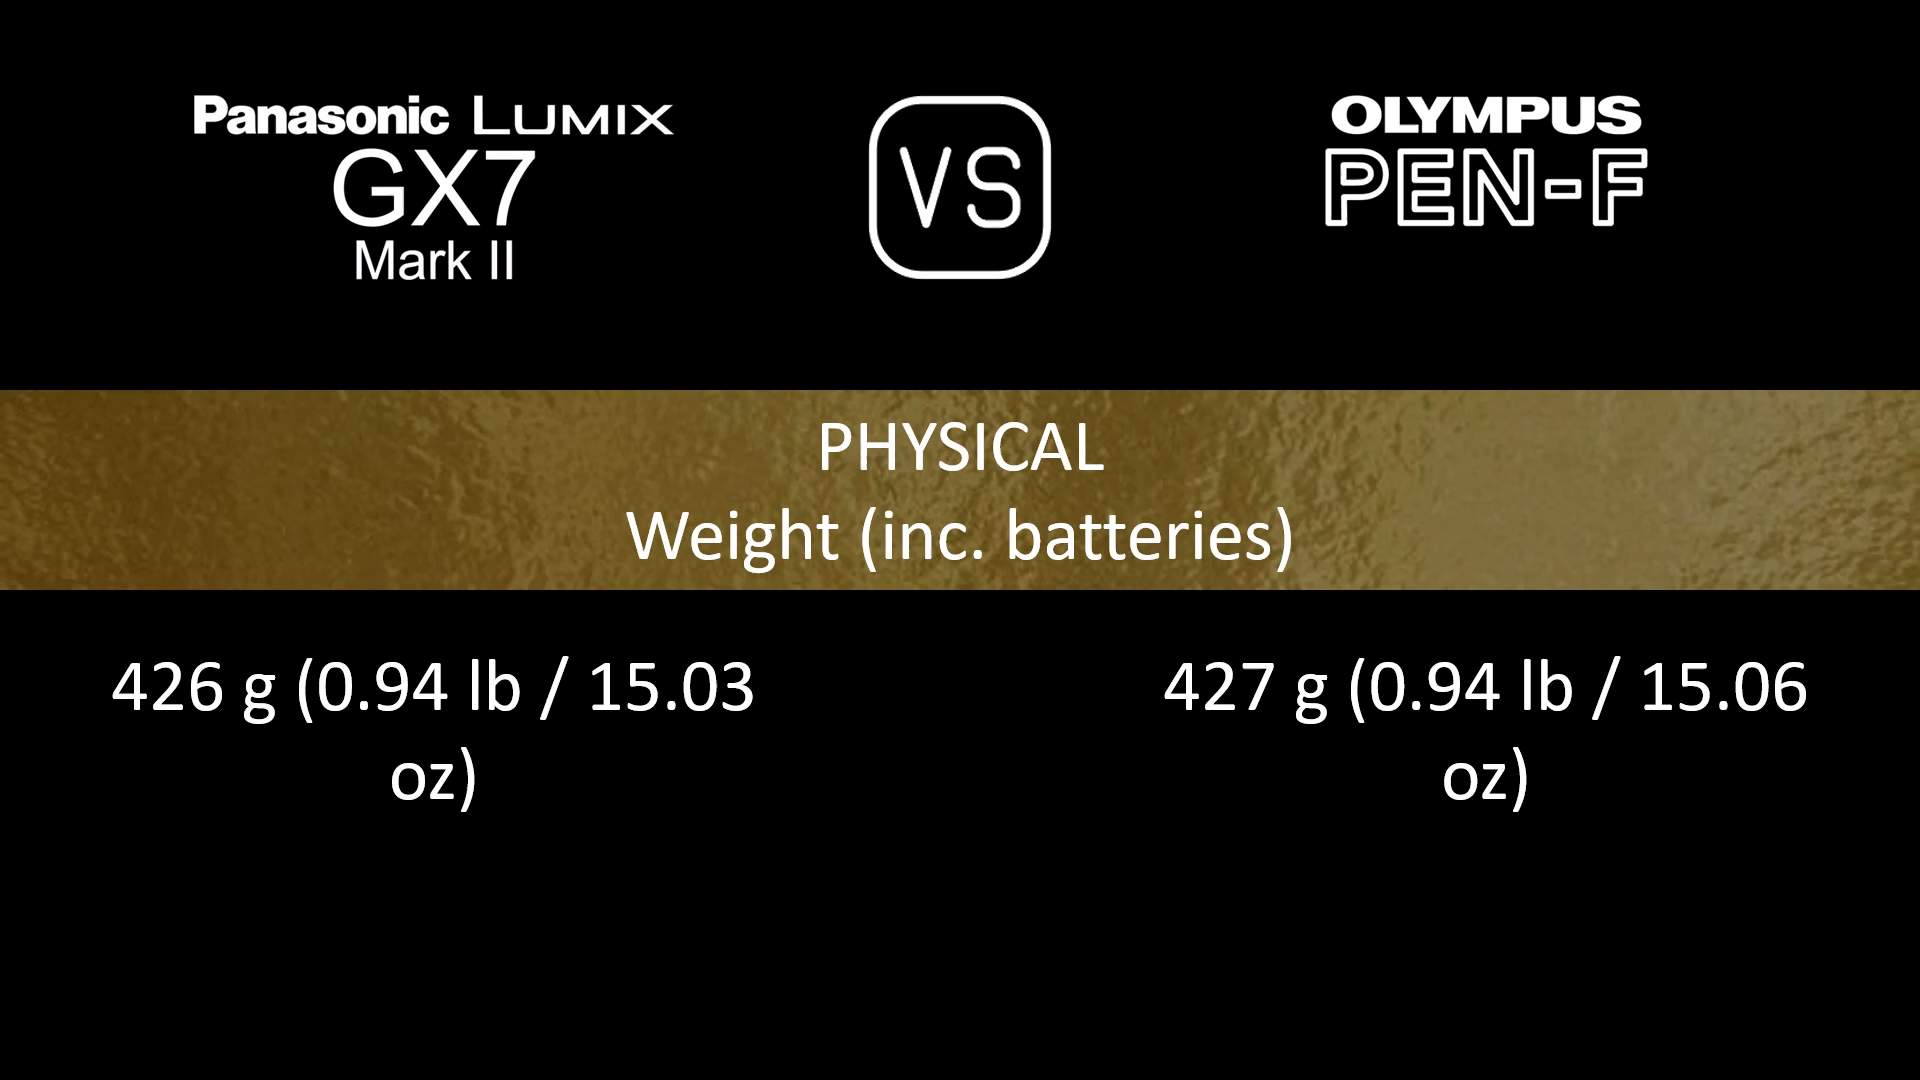 Panasonic LUMIX
GX7
Mark II
VS
OLYMPUS
PEN-F
PHYSICAL
Weight (inc. batteries)
426 g (0.94 lb / 15.03
oz)
427 g (0.94 lb / 15.06
oz)